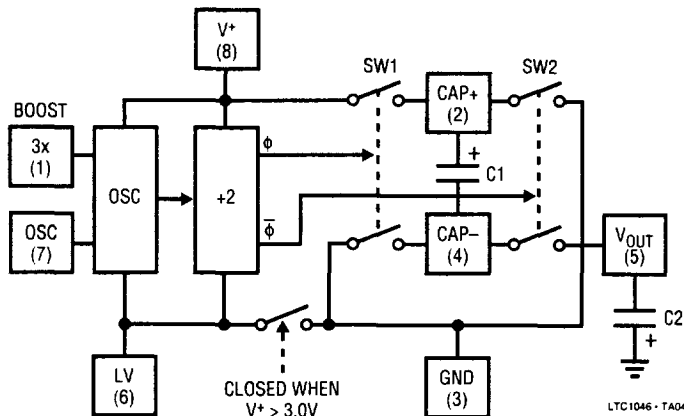 V+
(8)
SW1
SW2
BOOST
3x
(1)
OSC
(7)
OSC
+2
ϕ
ϕ̅
CAP+
(2)
+
C1
CAP–
(4)
VOUT
(5)
C2
+
LV
(6)
CLOSED WHEN
V+ > 3.0V
GND
(3)
LTC1046 • TA04